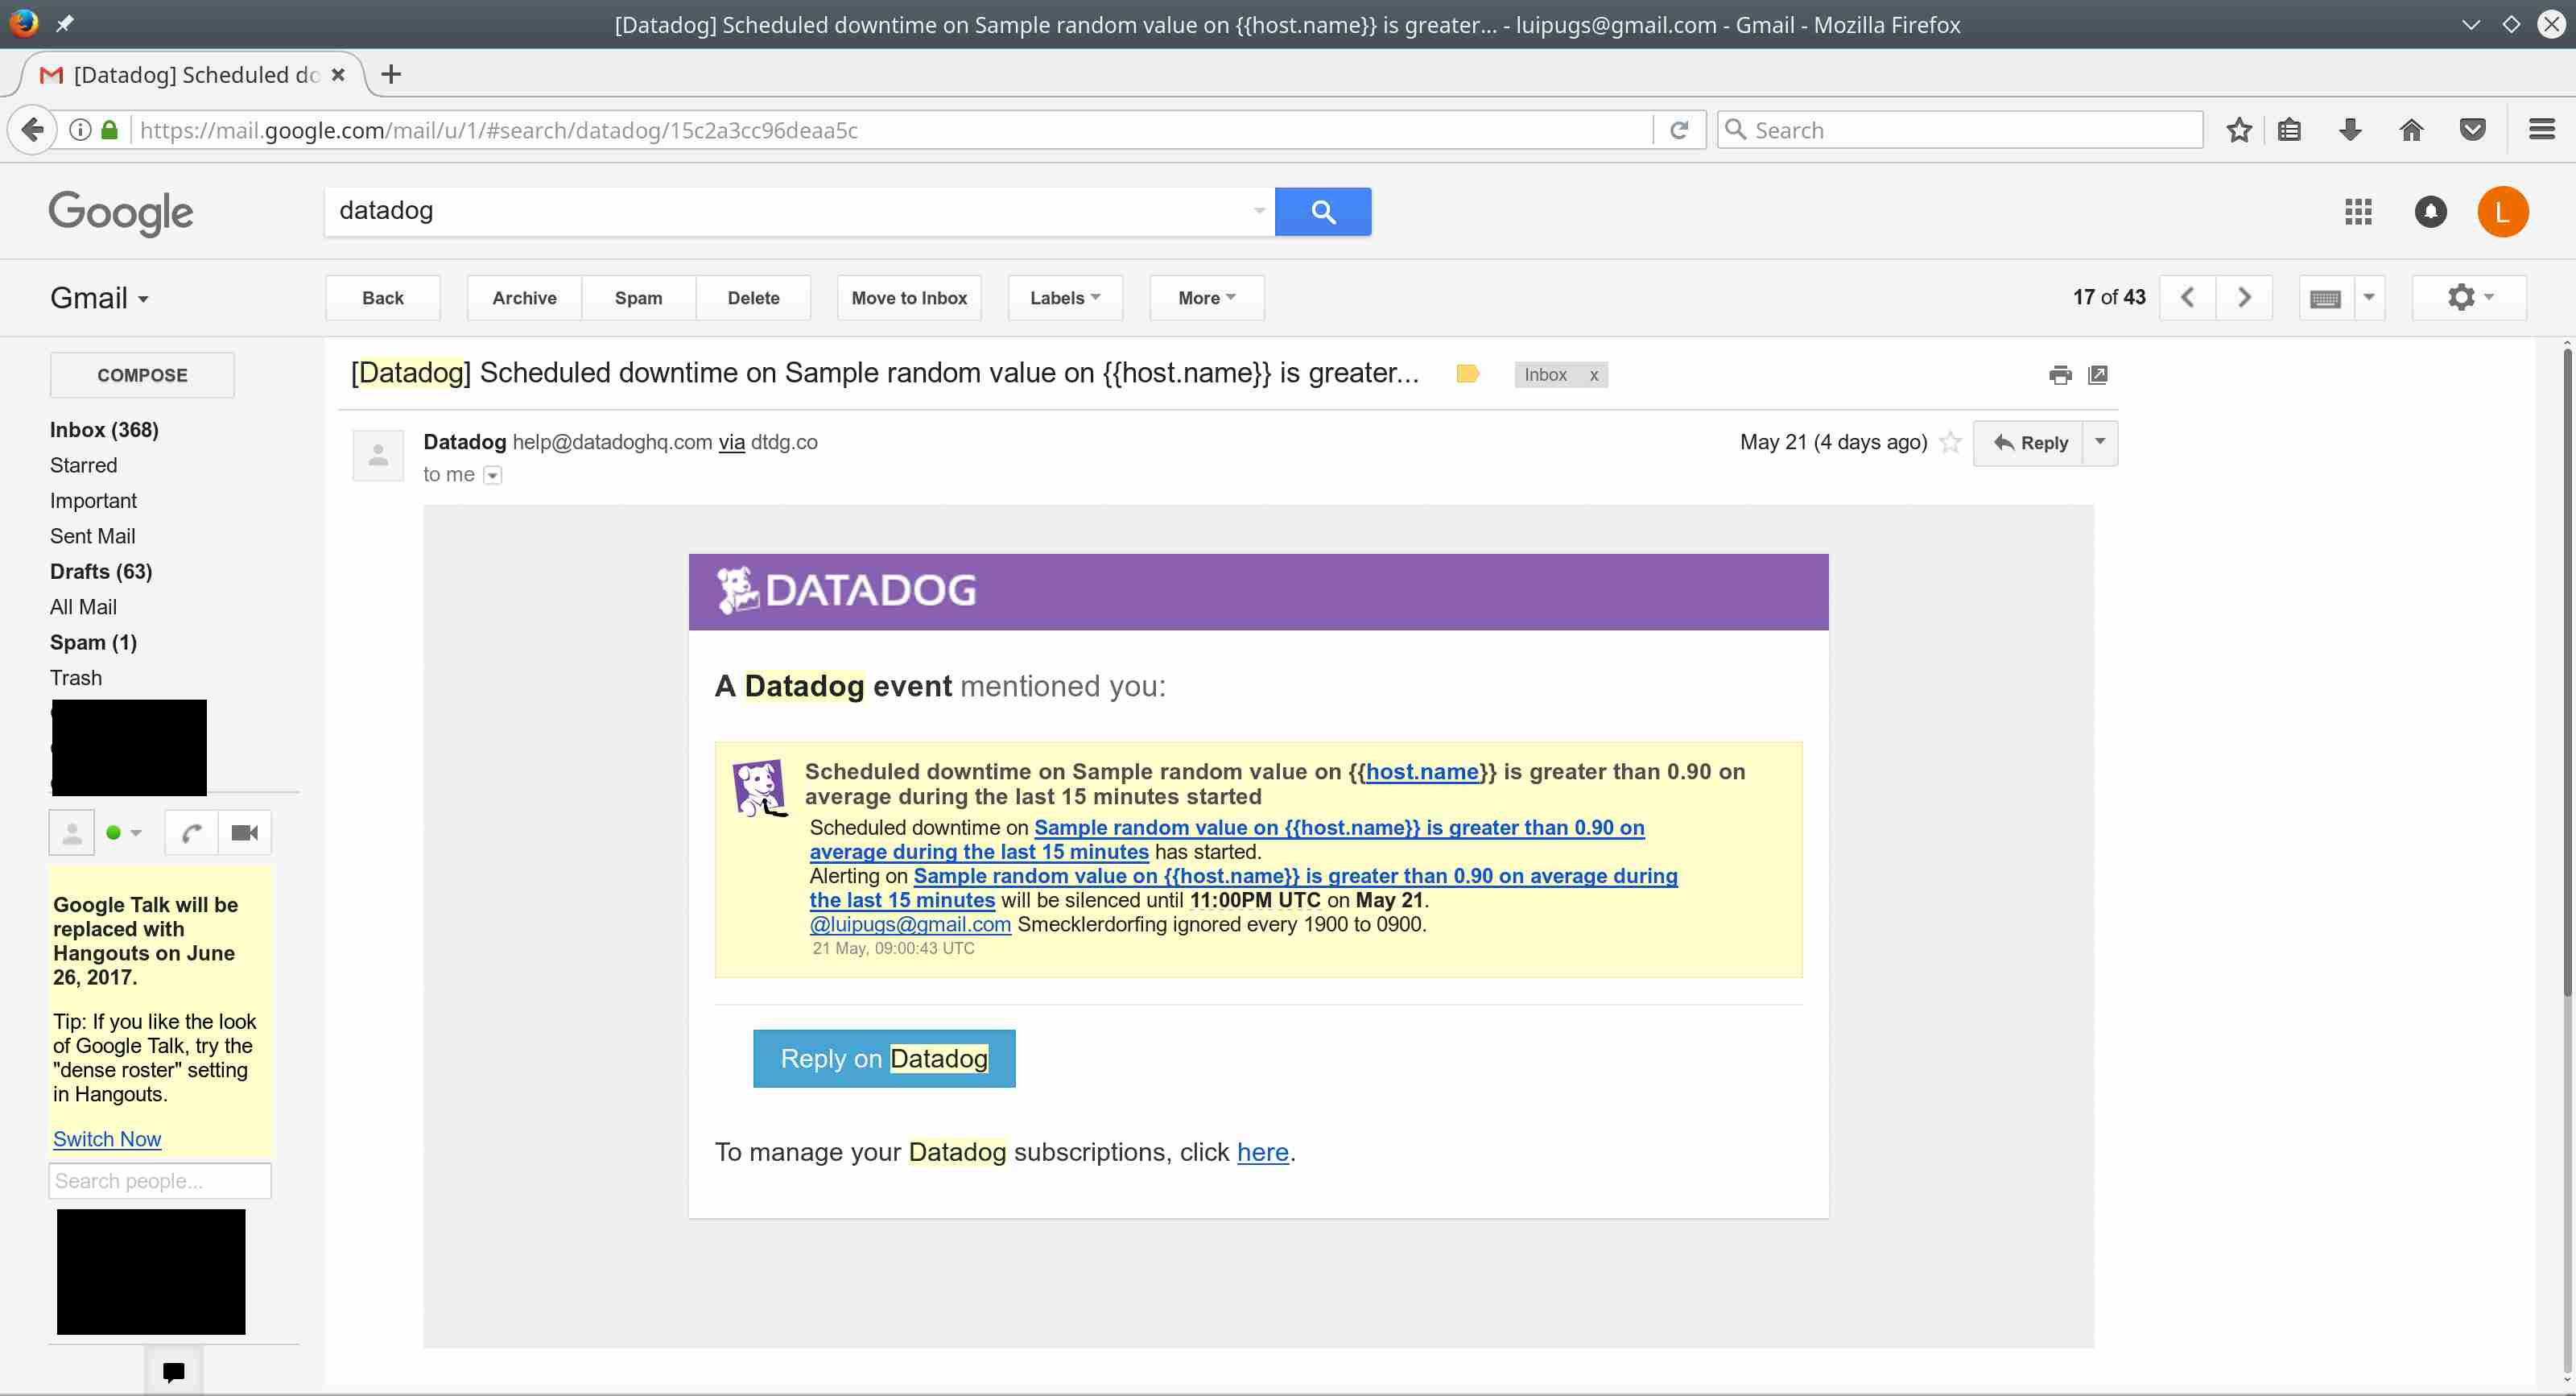 [Datadog] Scheduled downtime on Sample random value on {{host.name}} is greater... - luipugs@gmail.com - Gmail - Mozilla Firefox
[Datadog] Scheduled do
https://mail.google.com/mail/u/1/#search/datadog/15c2a3cc96deaa5c
Search
Google
datadog
L
Gmail
Back
Archive
Spam
Delete
Move to Inbox
Labels
More
17 of 43
COMPOSE
Inbox (368)
Starred
Important
Sent Mail
Drafts (63)
All Mail
Spam (1)
Trash
Google Talk will be
replaced with
Hangouts on June
26, 2017.
Tip: If you like the look
of Google Talk, try the
"dense roster" setting
in Hangouts.
Switch Now
Search people...
[Datadog] Scheduled downtime on Sample random value on {{host.name}} is greater...
Inbox x
Datadog help@datadoghq.com via dtdg.co
May 21 (4 days ago)
Reply
to me
DATADOG
A Datadog event mentioned you:
Scheduled downtime on Sample random value on {{host.name}} is greater than 0.90 on
average during the last 15 minutes started
Scheduled downtime on Sample random value on {{host.name}} is greater than 0.90 on
average during the last 15 minutes has started.
Alerting on Sample random value on {{host.name}} is greater than 0.90 on average during
the last 15 minutes will be silenced until 11:00PM UTC on May 21.
@luipugs@gmail.com Smecklerdorfing ignored every 1900 to 0900.
21 May, 09:00:43 UTC
Reply on Datadog
To manage your Datadog subscriptions, click here.